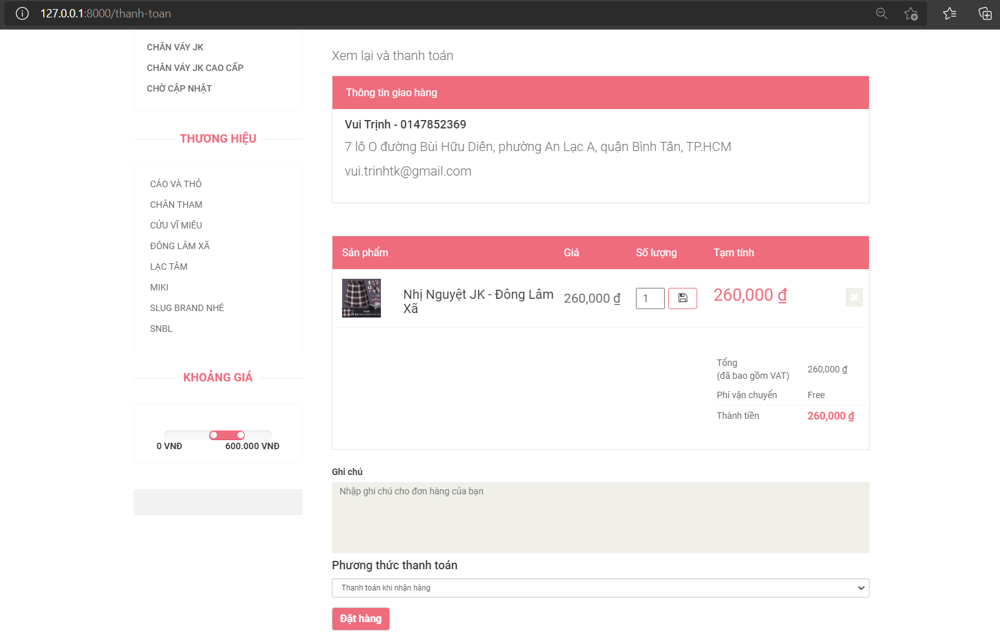 127.0.0.1:8000/thanh-toan
CHÂN VÁY JK
CHÂN VÁY JK CAO CẤP
CHỜ CẬP NHẬT
THƯƠNG HIỆU
CÁO VÀ THỎ
CHÂN THAM
CỬU VĨ MIÊU
ĐÔNG LÂM XÃ
LẠC TÂM
MIKI
SLUG BRAND NHÉ
SNBL
KHOẢNG GIÁ
0 VNĐ 600.000 VNĐ
Xem lại và thanh toán
Thông tin giao hàng
Vui Trịnh - 0147852369
7 lô O đường Bùi Hữu Diên, phường An Lạc A, quận Bình Tân, TP.HCM
vui.trinhtk@gmail.com
Sản phẩm Giá Số lượng Tạm tính
Nhị Nguyệt JK - Đông Lâm
Xã
260,000 ₫ 1 260,000 ₫
Tổng
(đã bao gồm VAT) 260,000 ₫
Phí vận chuyển Free
Thành tiền 260,000 ₫
Ghi chú
Nhập ghi chú cho đơn hàng của bạn
Phương thức thanh toán
Thanh toán khi nhận hàng
Đặt hàng